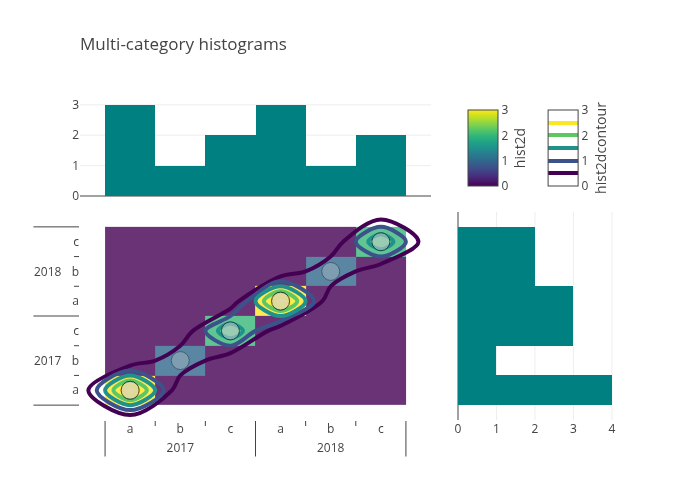 Multi-category histograms
3
2
1
0
3
2
1
0
hist2d
3
2
1
0
hist2dcontour
c
2018 b
a
c
2017 b
a
a b c a b c
2017 2018
0 1 2 3 4